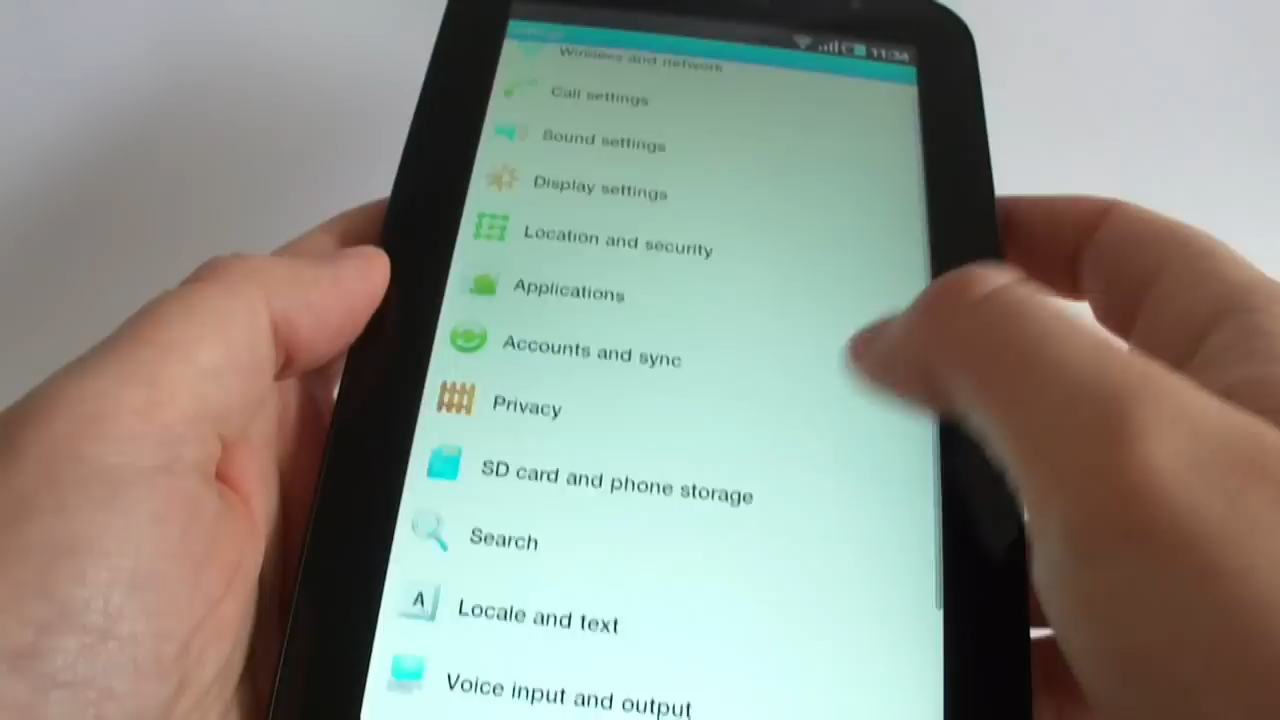 Wireless and network
Call settings
Sound settings
Display settings
Location and security
Applications
Accounts and sync
Privacy
SD card and phone storage
Search
A Locale and text
Voice input and output